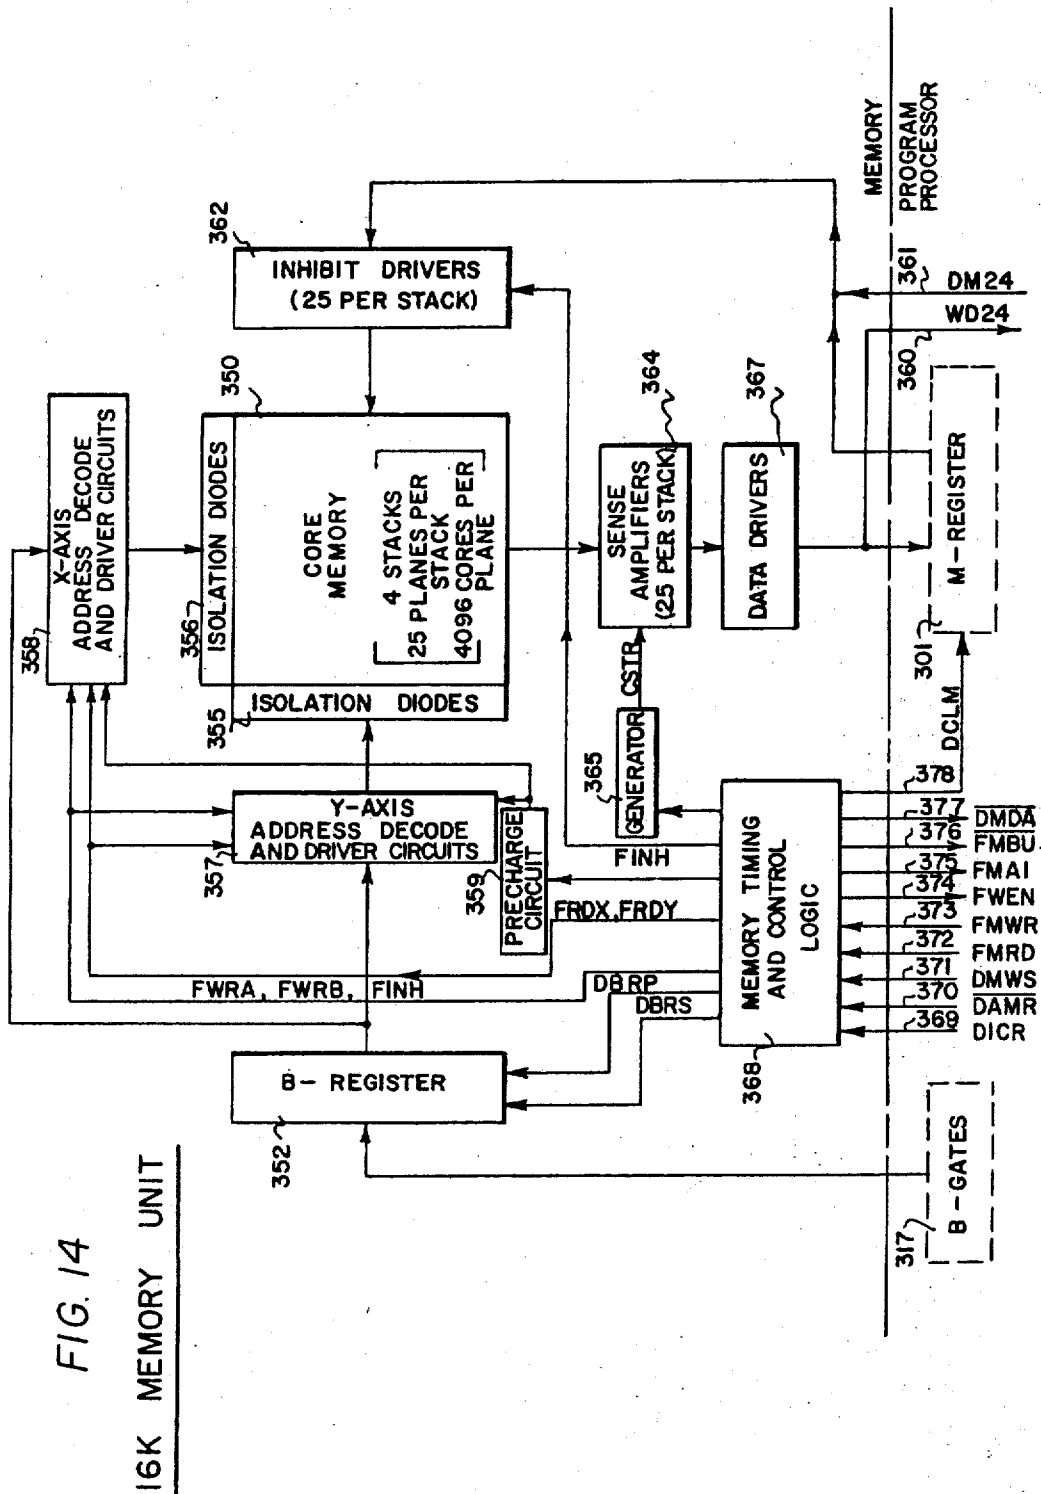 FIG. 14
16K MEMORY UNIT
358
X-AXIS
ADDRESS DECODE
AND DRIVER CIRCUITS
356
ISOLATION DIODES
350
CORE
MEMORY
4 STACKS
25 PLANES PER
STACK
4096 CORES PER
PLANE
355
ISOLATION DIODES
362
INHIBIT DRIVERS
(25 PER STACK)
357
Y-AXIS
ADDRESS DECODE
AND DRIVER CIRCUITS
359
PRECHARGE
CIRCUIT
365
GENERATOR
CSTR
SENSE
AMPLIFIERS
(25 PER STACK)
364
DATA DRIVERS
367
FINH
FRDX, FRDY
FWRA, FWRB, FINH
DBRP
DBRS
352
B- REGISTER
368
MEMORY TIMING
AND CONTROL
LOGIC
MEMORY
PROGRAM
PROCESSOR
361
DM24
WD24
360
M-REGISTER
301
DCLM
378
377
DMDA
376
FMBU
375
FMAI
374
FWEN
373
FMWR
372
FMRD
371
DMWS
370
DAMR
369
DICR
317
B-GATES